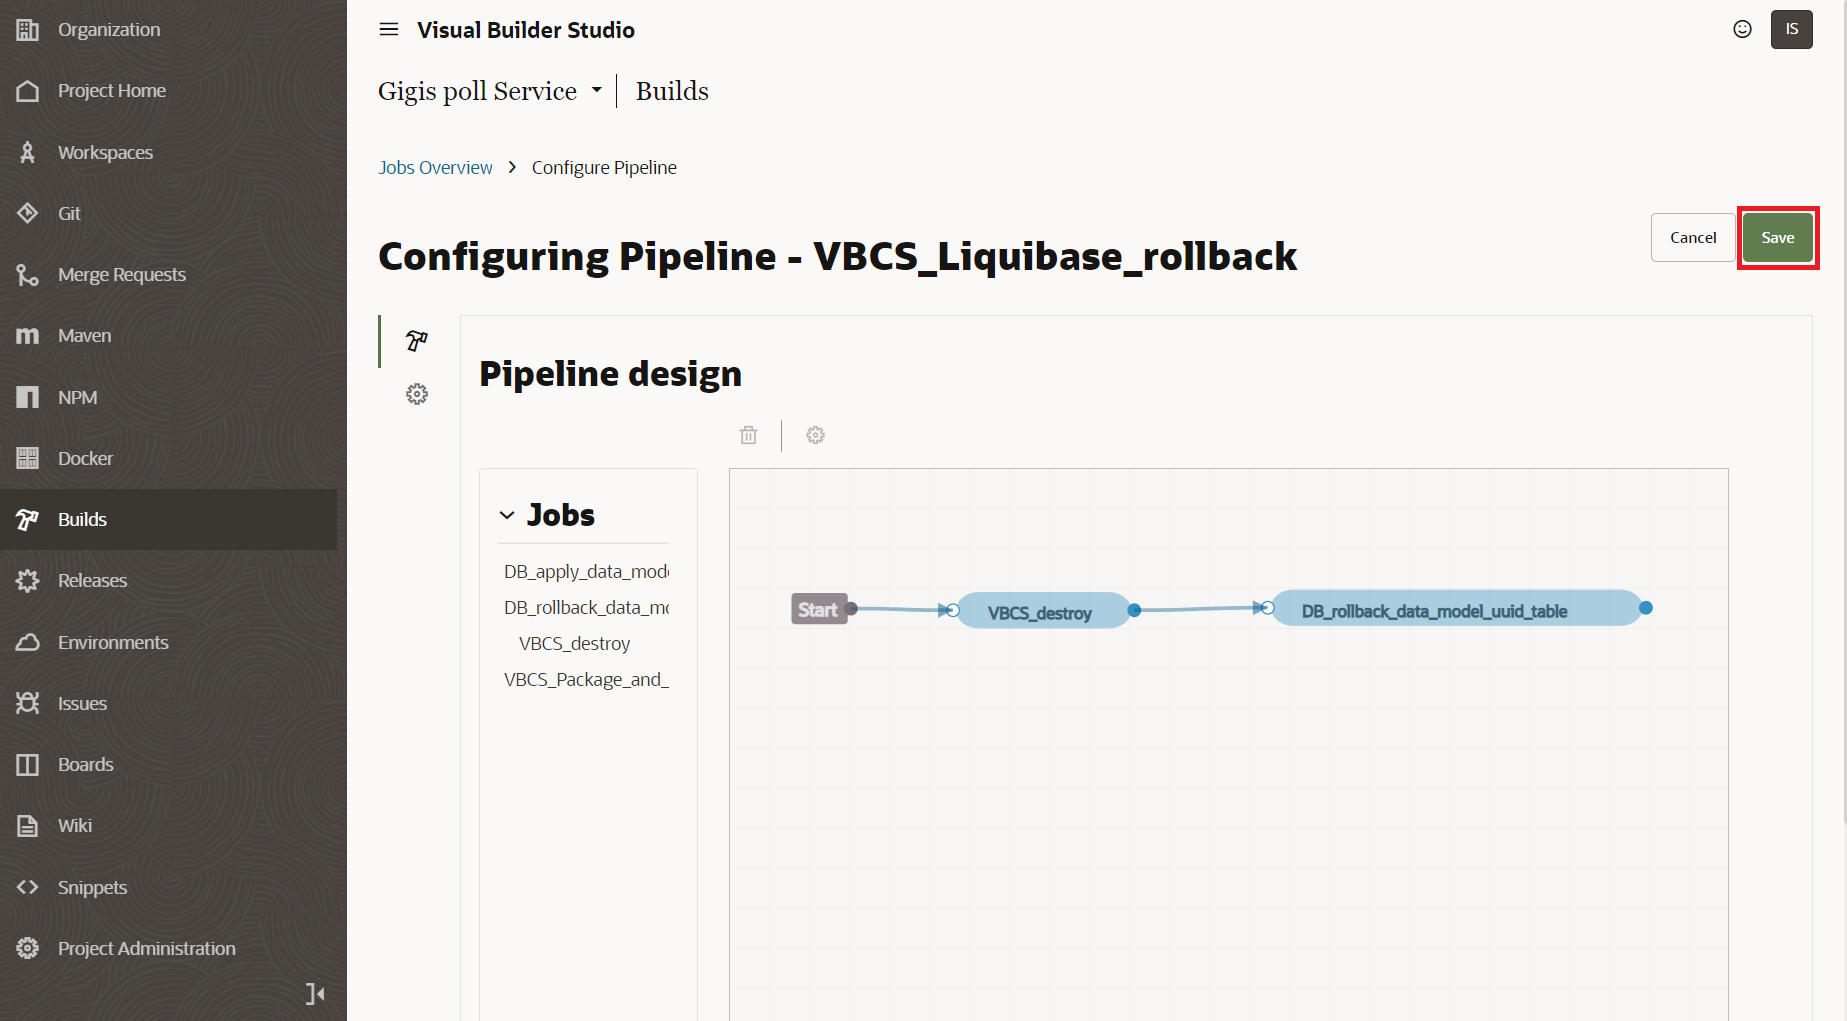 Organization
Project Home
Workspaces
Git
Merge Requests
Maven
NPM
Docker
Builds
Releases
Environments
Issues
Boards
Wiki
Snippets
Project Administration
Visual Builder Studio
IS
Gigis poll Service
Builds
Jobs Overview
Configure Pipeline
Configuring Pipeline - VBCS_Liquibase_rollback
Cancel
Save
Pipeline design
Jobs
DB_apply_data_mod
DB_rollback_data_m
VBCS_destroy
VBCS_Package_and_
Start
VBCS_destroy
DB_rollback_data_model_uuid_table